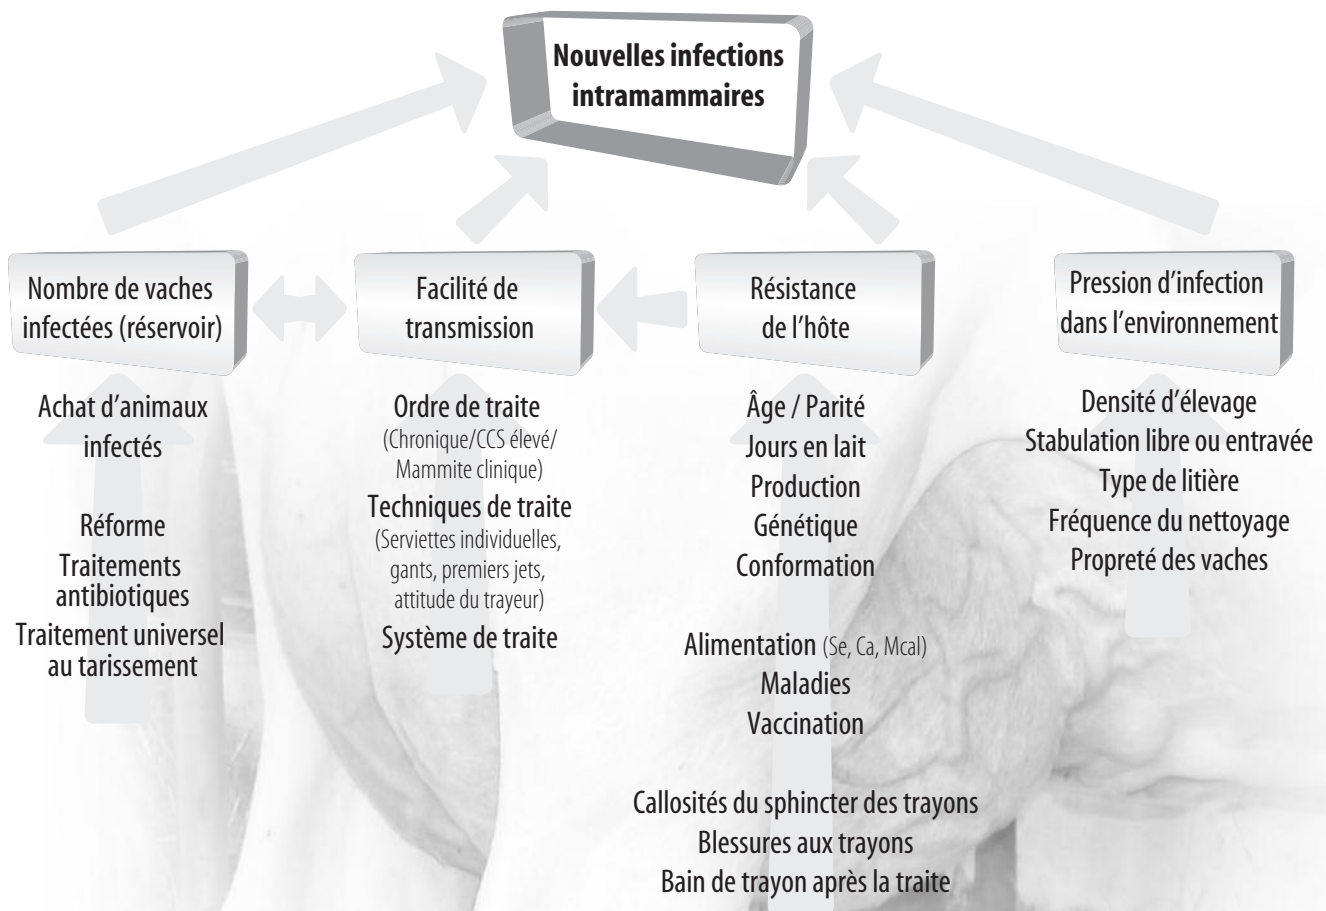 Nouvelles infections
intramammaires
Nombre de vaches
infectées (réservoir)
Achat d'animaux
infectés
Réforme
Traitements
antibiotiques
Traitement universel
au tarissement
Facilité de
transmission
Ordre de traite
(Chronique/CCS élevé/
Mammite clinique)
Techniques de traite
(Serviettes individuelles,
gants, premiers jets,
attitude du trayeur)
Système de traite
Résistance
de l'hôte
Âge / Parité
Jours en lait
Production
Génétique
Conformation
Alimentation (Se, Ca, Mcal)
Maladies
Vaccination
Callosités du sphincter des trayons
Blessures aux trayons
Bain de trayon après la traite
Pression d'infection
dans l'environnement
Densité d'élevage
Stabulation libre ou entravée
Type de litière
Fréquence du nettoyage
Propreté des vaches